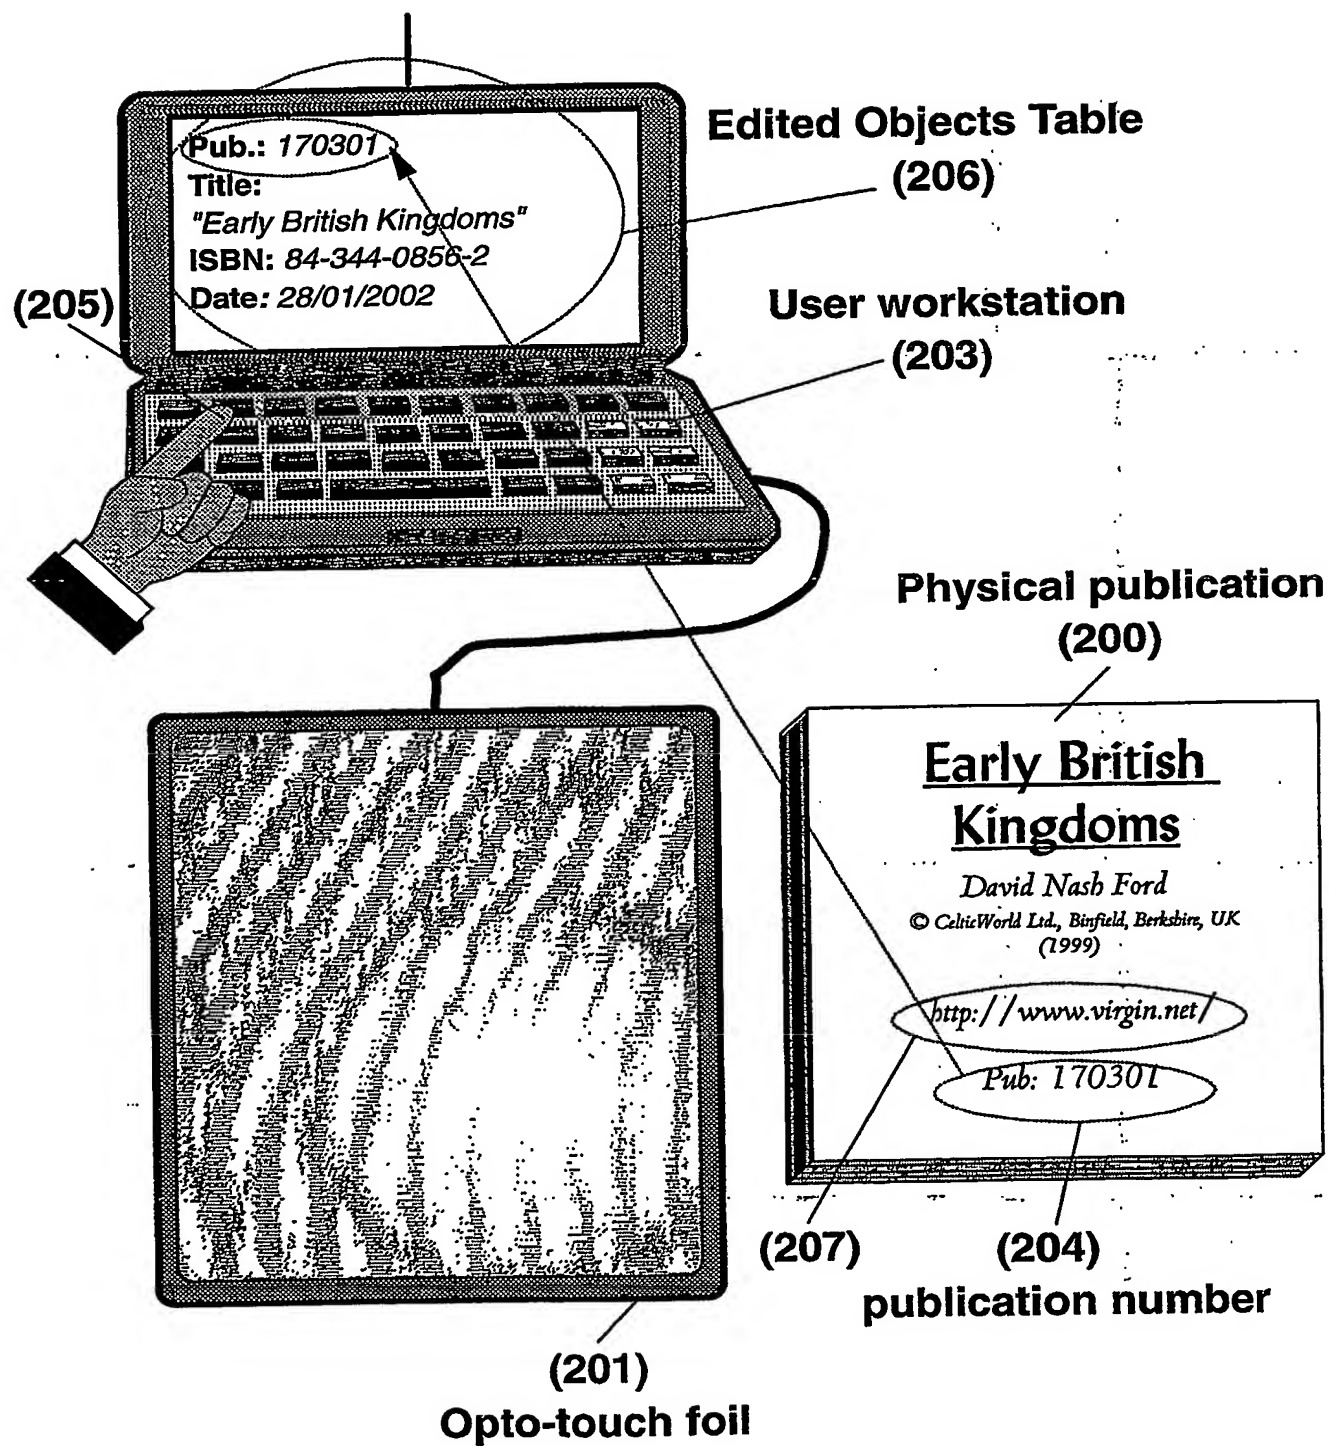 Pub.: 170301
Title:
"Early British Kingdoms"
ISBN: 84-344-0856-2
Date: 28/01/2002
Edited Objects Table
(206)
(205)
User workstation
(203)
Physical publication
(200)
Early British
Kingdoms
David Nash Ford
© CelticWorld Ltd., Binfield, Berkshire, UK
(1999)
http://www.virgin.net/
Pub: 170301
(207)
(204)
publication number
(201)
Opto-touch foil